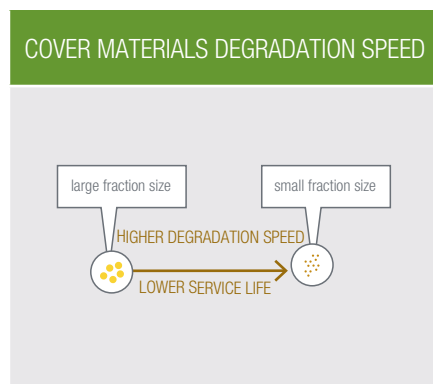 COVER MATERIALS DEGRADATION SPEED
large fraction size
small fraction size
HIGHER DEGRADATION SPEED
LOWER SERVICE LIFE